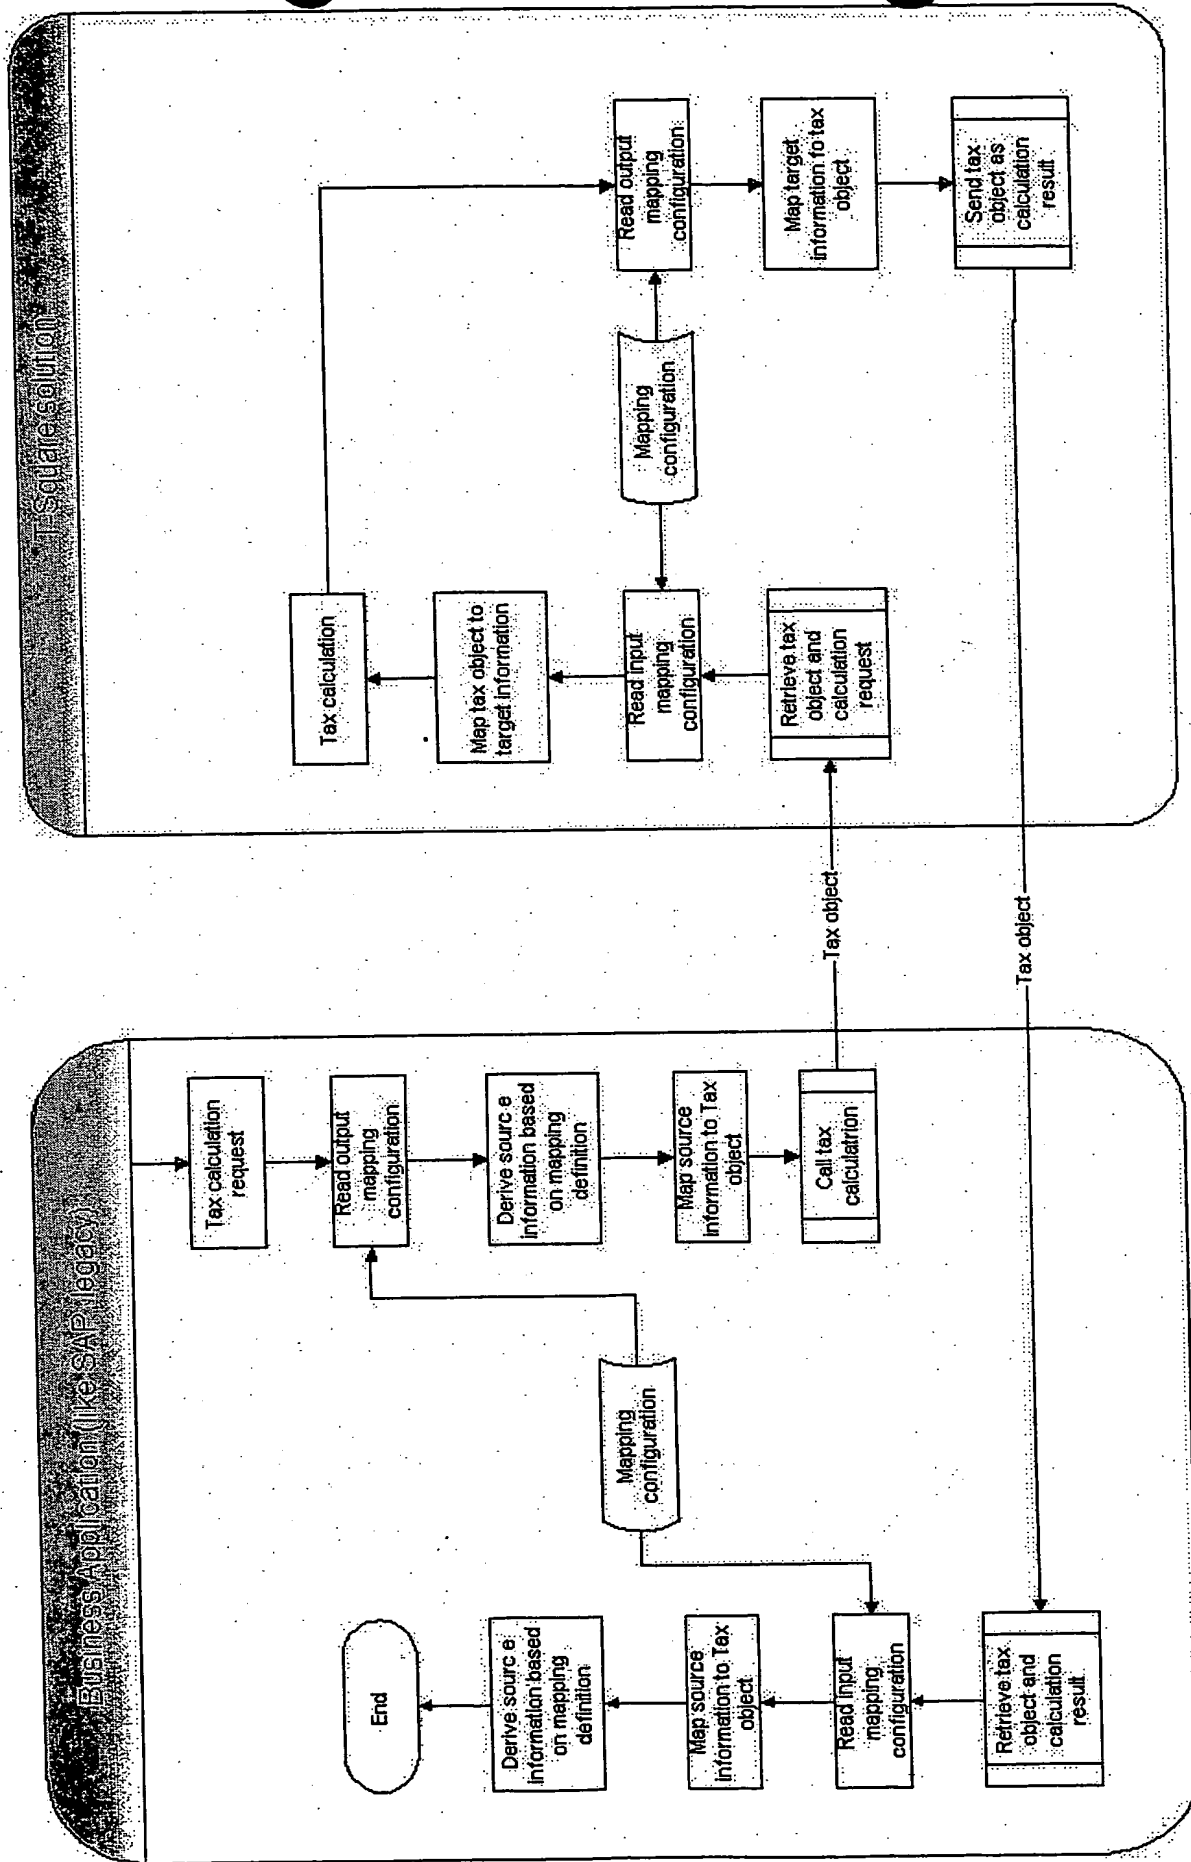 Business Application (like SAP, legacy)
End
Derive sourc e
information based
on mapping
definition
Map source
information to Tax
object
Read input
mapping
configuration
Retrieve tax
object and
calculation
result
Mapping
configuration
Tax calculation
request
Read output
mapping
configuration
Derive sourc e
information based
on mapping
definition
Map source
information to Tax
object
Call tax
calculatrion
Tax object
Tax object
T-Square solution
Tax calculation
Map tax object to
target information
Read input
mapping
configuration
Retrieve tax
object and
calculation
request
Mapping
configuration
Read output
mapping
configuration
Map target
information fo tax
object
Send tax
object as
calculation
result